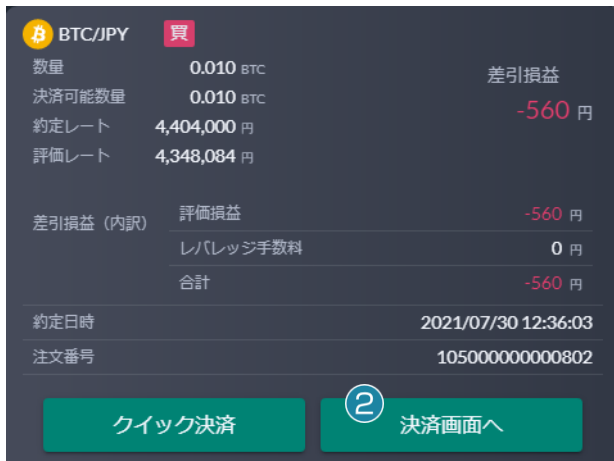 BTC/JPY 買
数量 0.010 BTC
決済可能数量 0.010 BTC
約定レート 4,404,000 円
評価レート 4,348,084 円
差引損益
-560 円
差引損益（内訳）
評価損益 -560 円
レバレッジ手数料 0 円
合計 -560 円
約定日時 2021/07/30 12:36:03
注文番号 105000000000802
クイック決済
② 決済画面へ